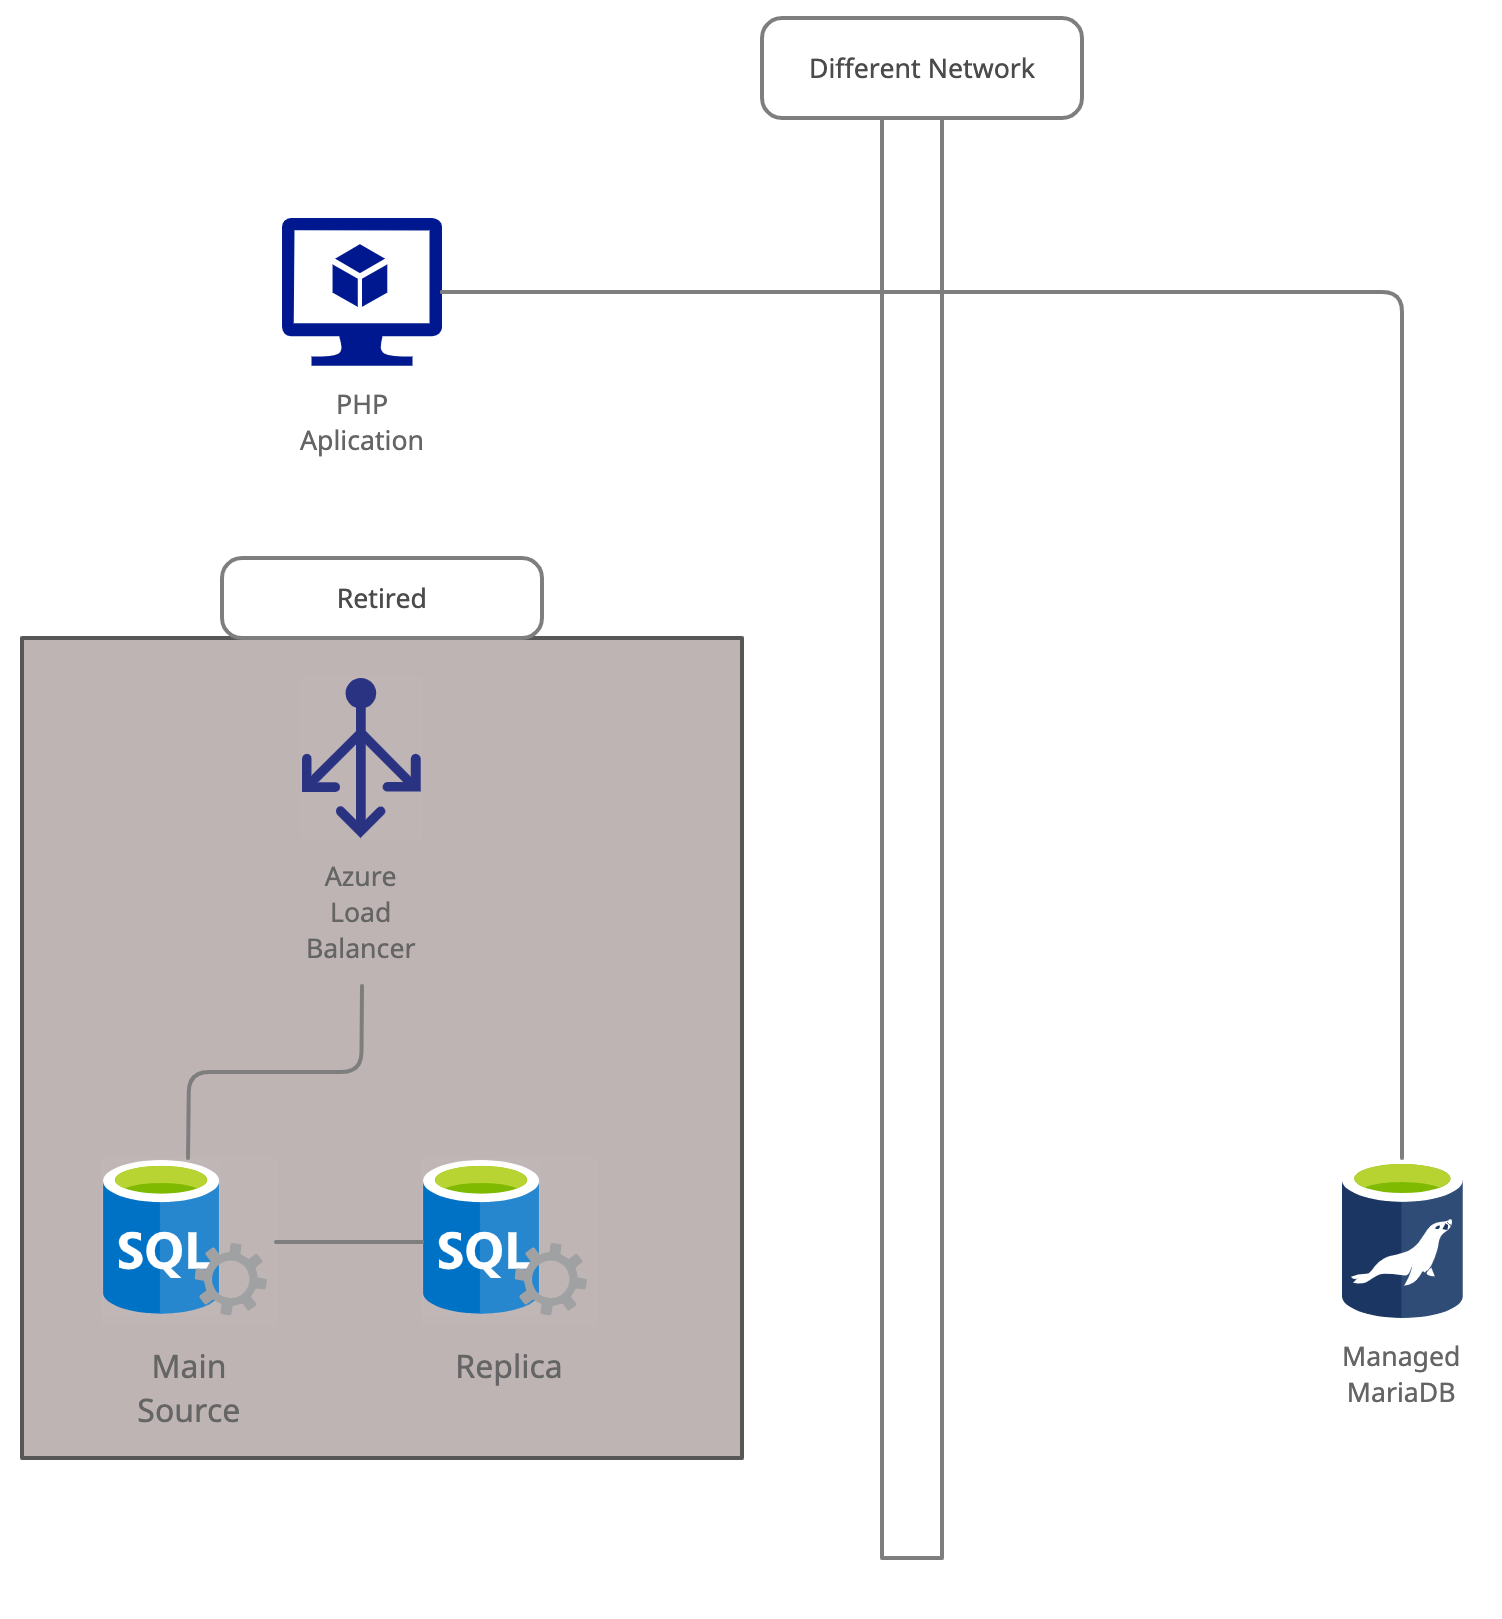 Different Network
PHP
Aplication
Retired
Azure
Load
Balancer
SQL
SQL
Main
Source
Replica
Managed
MariaDB